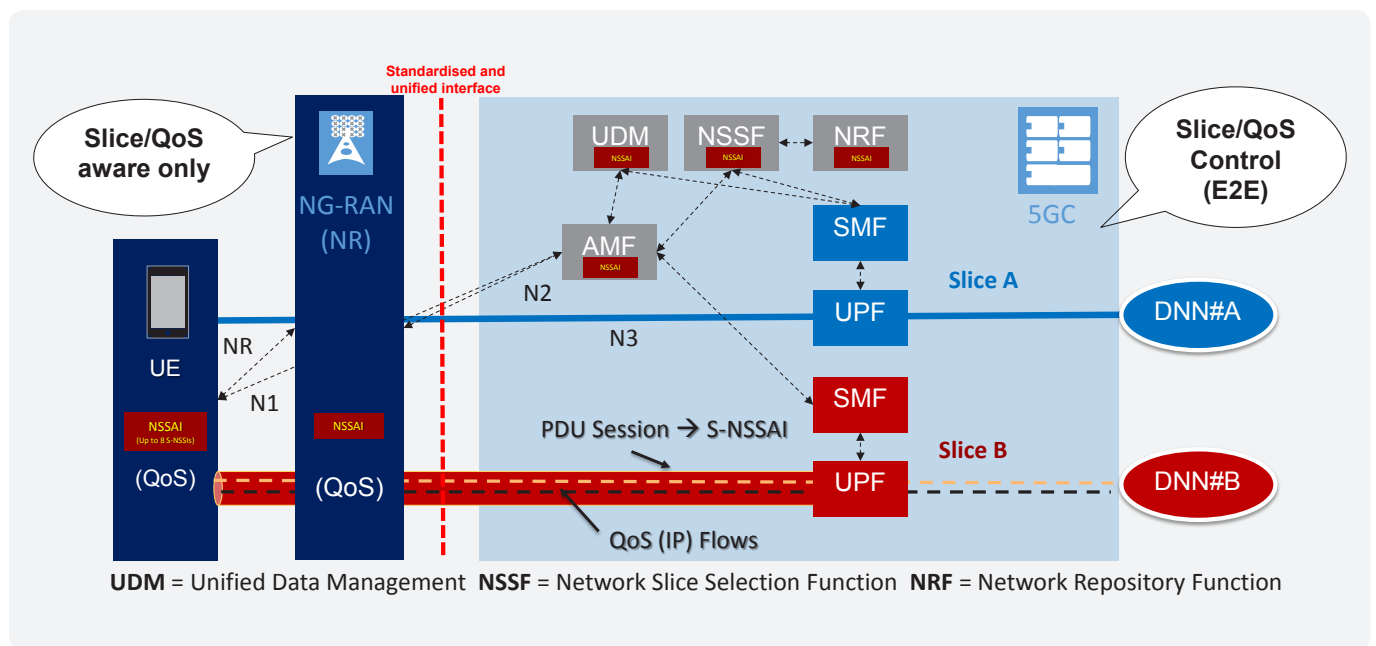 Standardised and
unified interface
Slice/QoS
aware only
NG-RAN
(NR)
UDM
NSSAI
NSSF
NSSAI
NRF
NSSAI
5GC
Slice/QoS
Control
(E2E)
AMF
NSSAI
SMF
N2
Slice A
UPF
DNN#A
N3
UE
NR
N1
NSSAI
(Up to 8 S-NSSIs)
(QoS)
NSSAI
(QoS)
SMF
PDU Session → S-NSSAI
Slice B
UPF
DNN#B
QoS (IP) Flows
UDM = Unified Data Management NSSF = Network Slice Selection Function NRF = Network Repository Function